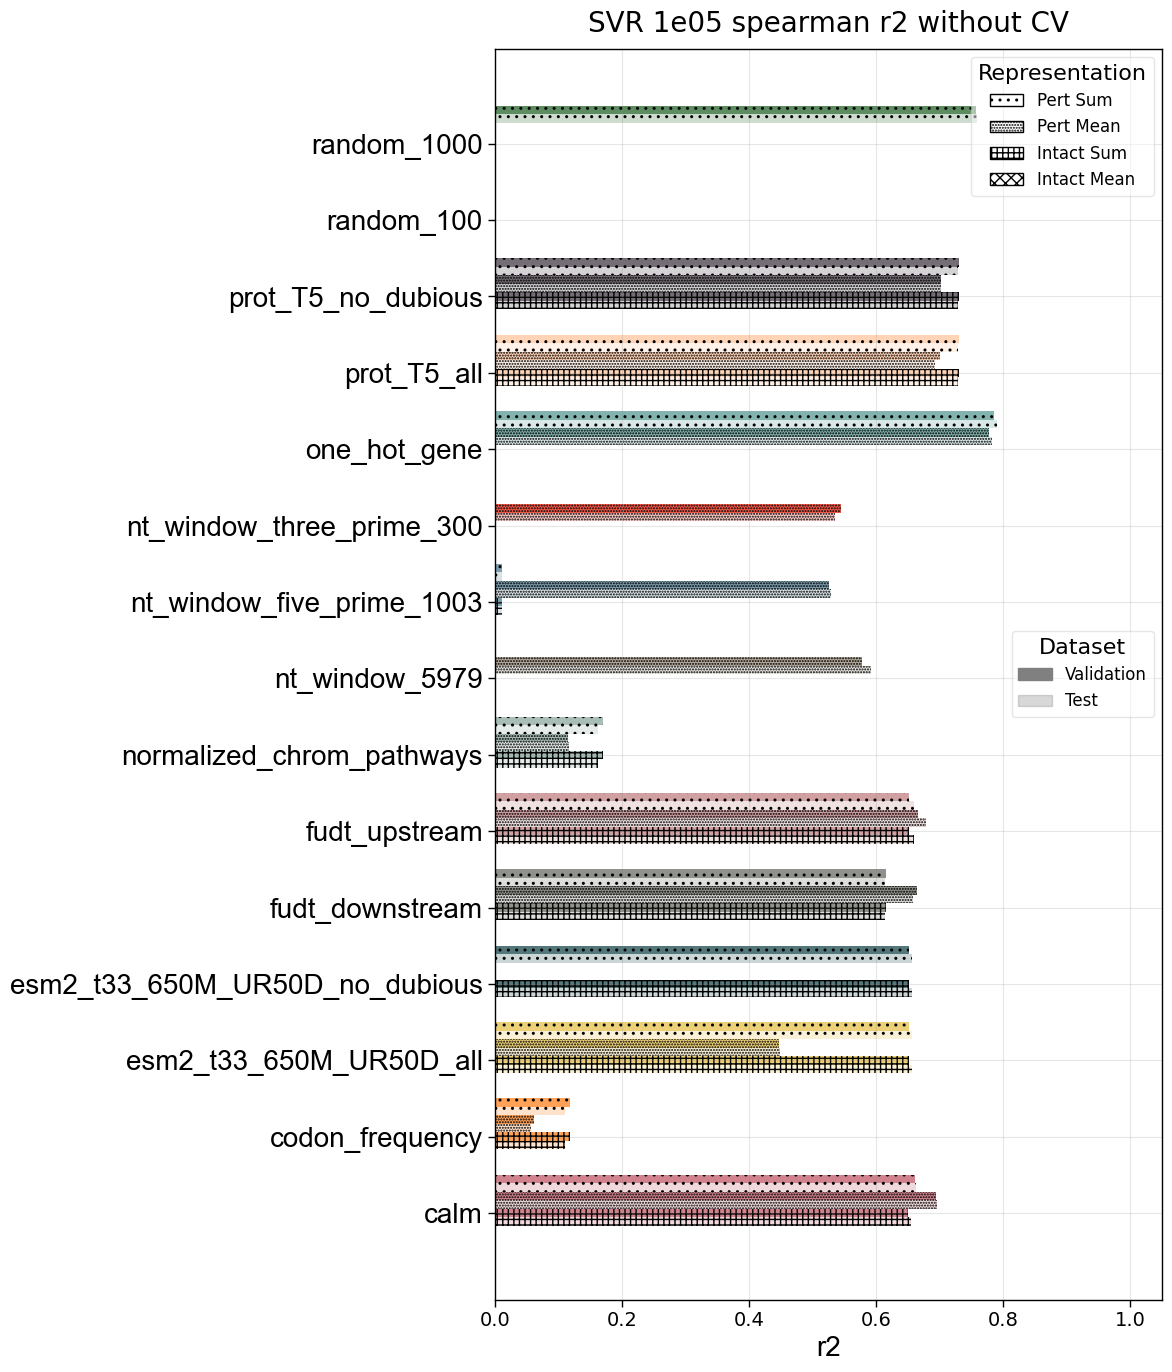 SVR 1e05 spearman r2 without CV
Representation
Pert Sum
Pert Mean
Intact Sum
Intact Mean
random_1000
random_100
prot_T5_no_dubious
prot_T5_all
one_hot_gene
nt_window_three_prime_300
nt_window_five_prime_1003
Dataset
Validation
Test
nt_window_5979
normalized_chrom_pathways
fudt_upstream
fudt_downstream
esm2_t33_650M_UR50D_no_dubious
esm2_t33_650M_UR50D_all
codon_frequency
calm
0.0 0.2 0.4 0.6 0.8 1.0
r2